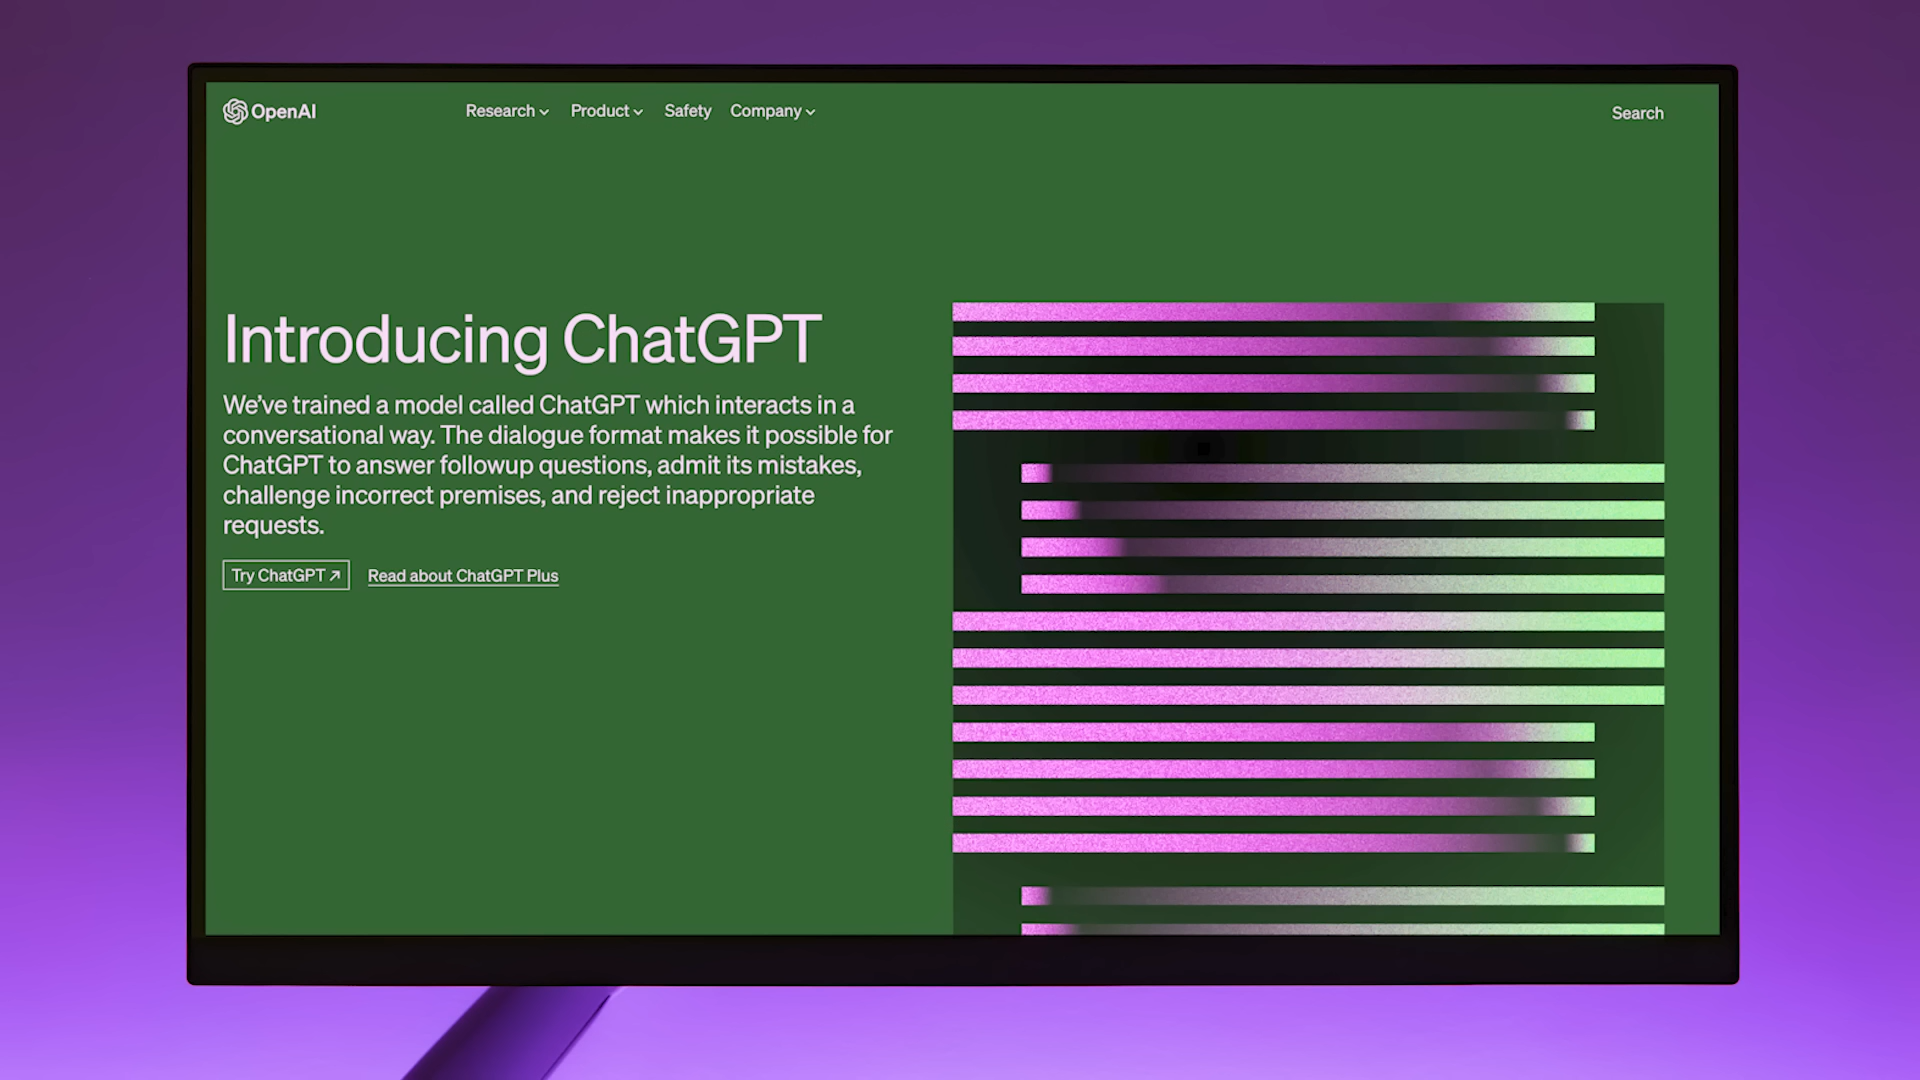 OpenAI Research Product Safety Company Search
Introducing ChatGPT
We've trained a model called ChatGPT which interacts in a
conversational way. The dialogue format makes it possible for
ChatGPT to answer followup questions, admit its mistakes,
challenge incorrect premises, and reject inappropriate
requests.
Try ChatGPT ↗ Read about ChatGPT Plus